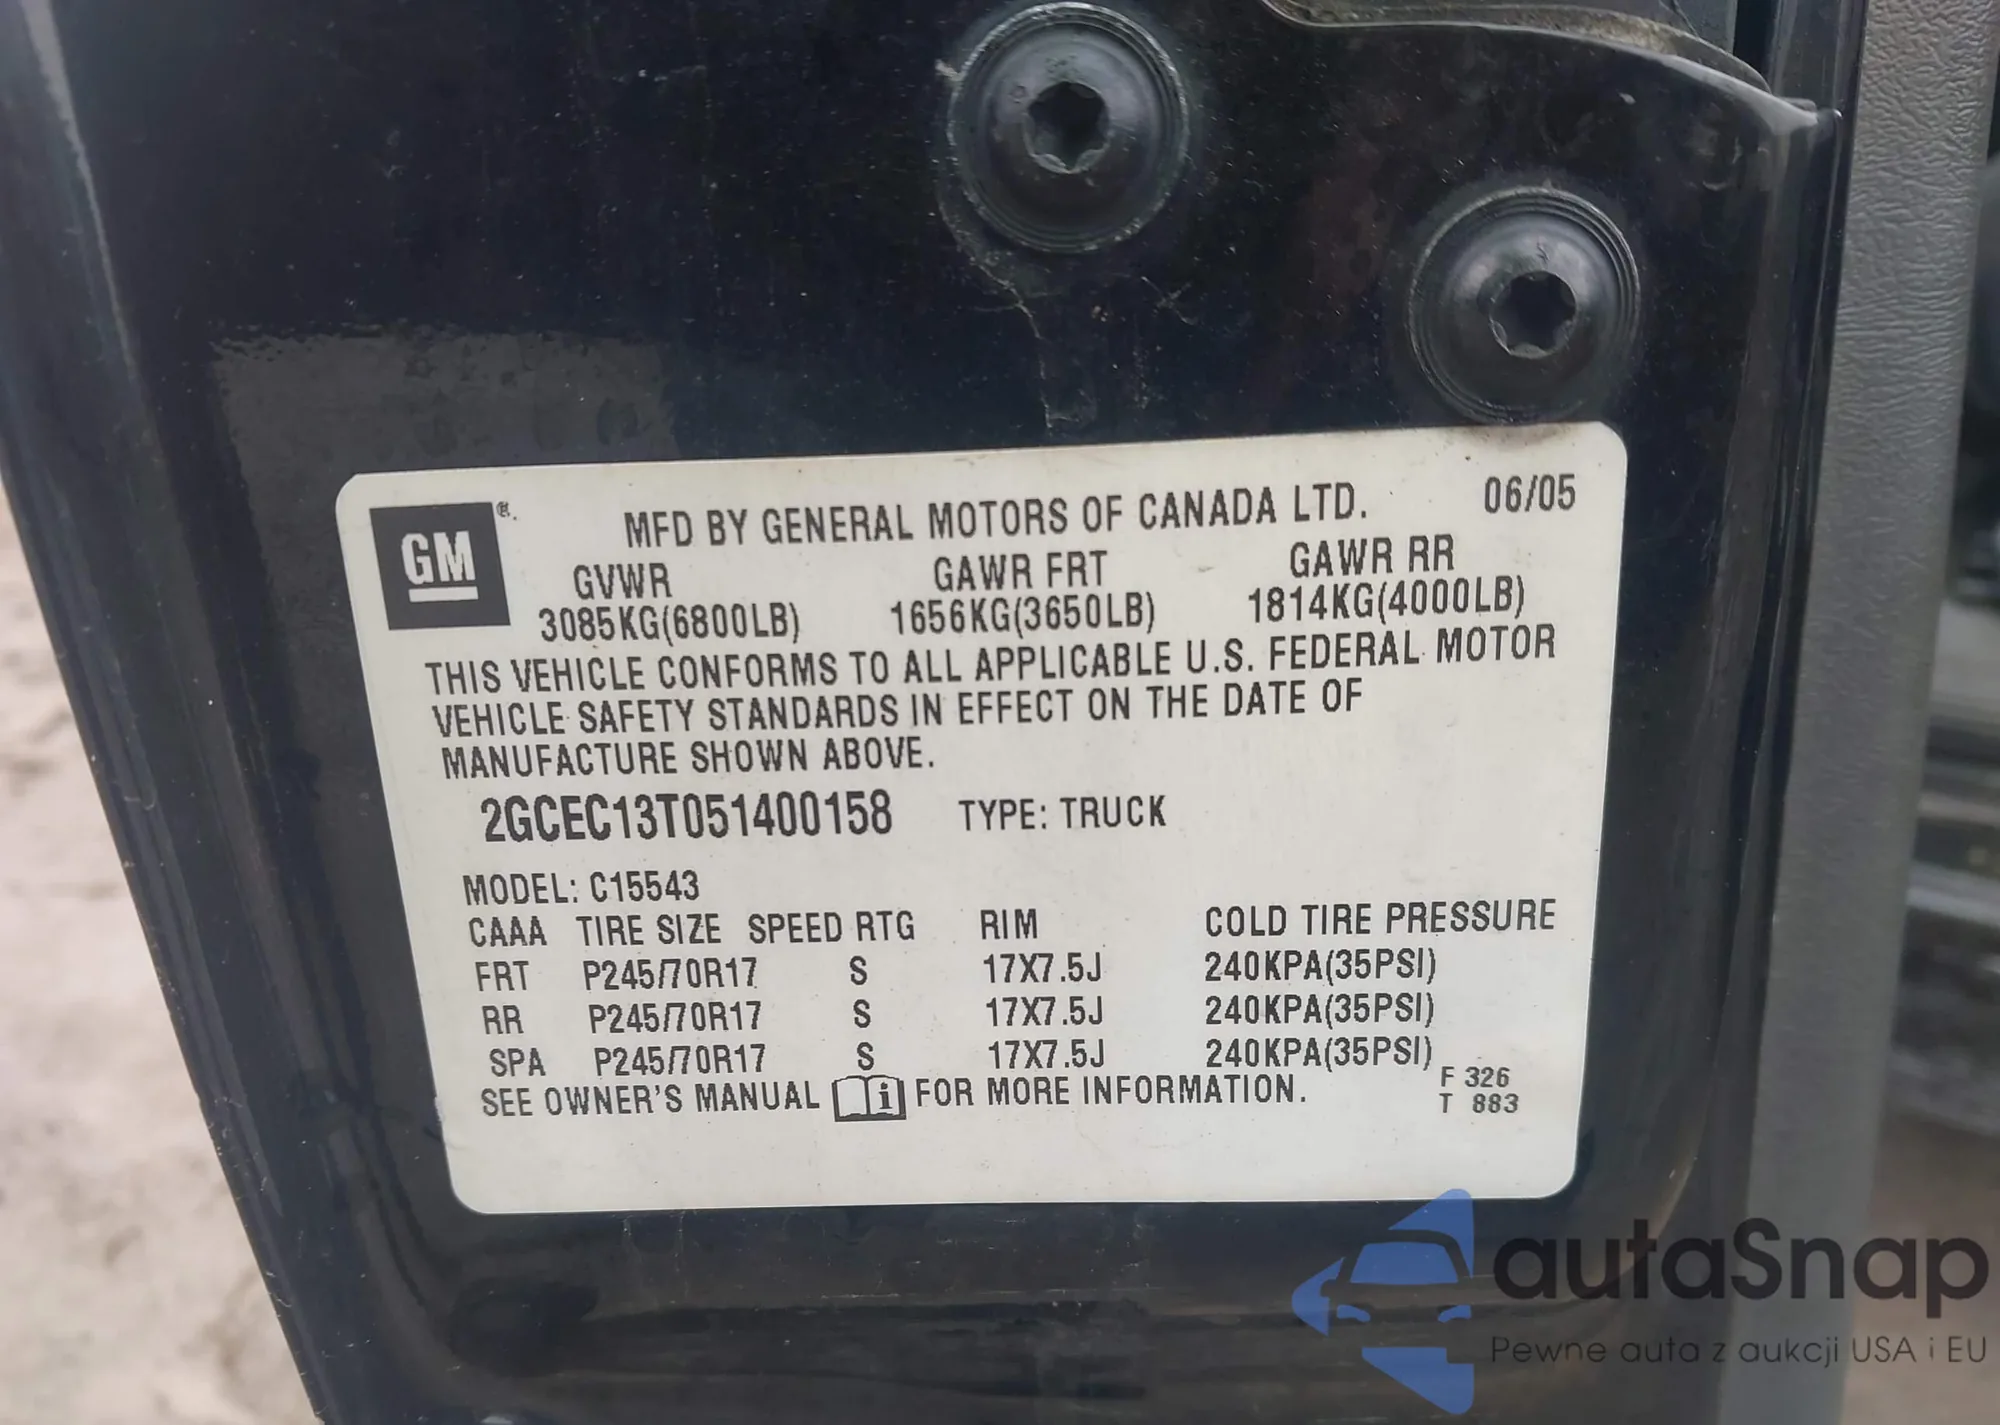 GM ®. MFD BY GENERAL MOTORS OF CANADA LTD. 06/05
GVWR GAWR FRT GAWR RR
3085KG(6800LB) 1656KG(3650LB) 1814KG(4000LB)
THIS VEHICLE CONFORMS TO ALL APPLICABLE U.S. FEDERAL MOTOR
VEHICLE SAFETY STANDARDS IN EFFECT ON THE DATE OF
MANUFACTURE SHOWN ABOVE.
2GCEC13T051400158 TYPE: TRUCK
MODEL: C15543
CAAA TIRE SIZE SPEED RTG RIM COLD TIRE PRESSURE
FRT P245/70R17 S 17X7.5J 240KPA(35PSI)
RR P245/70R17 S 17X7.5J 240KPA(35PSI)
SPA P245/70R17 S 17X7.5J 240KPA(35PSI)
SEE OWNER'S MANUAL i FOR MORE INFORMATION.
F 326
T 883
autaSnap
Pewne auta z aukcji USA i EU